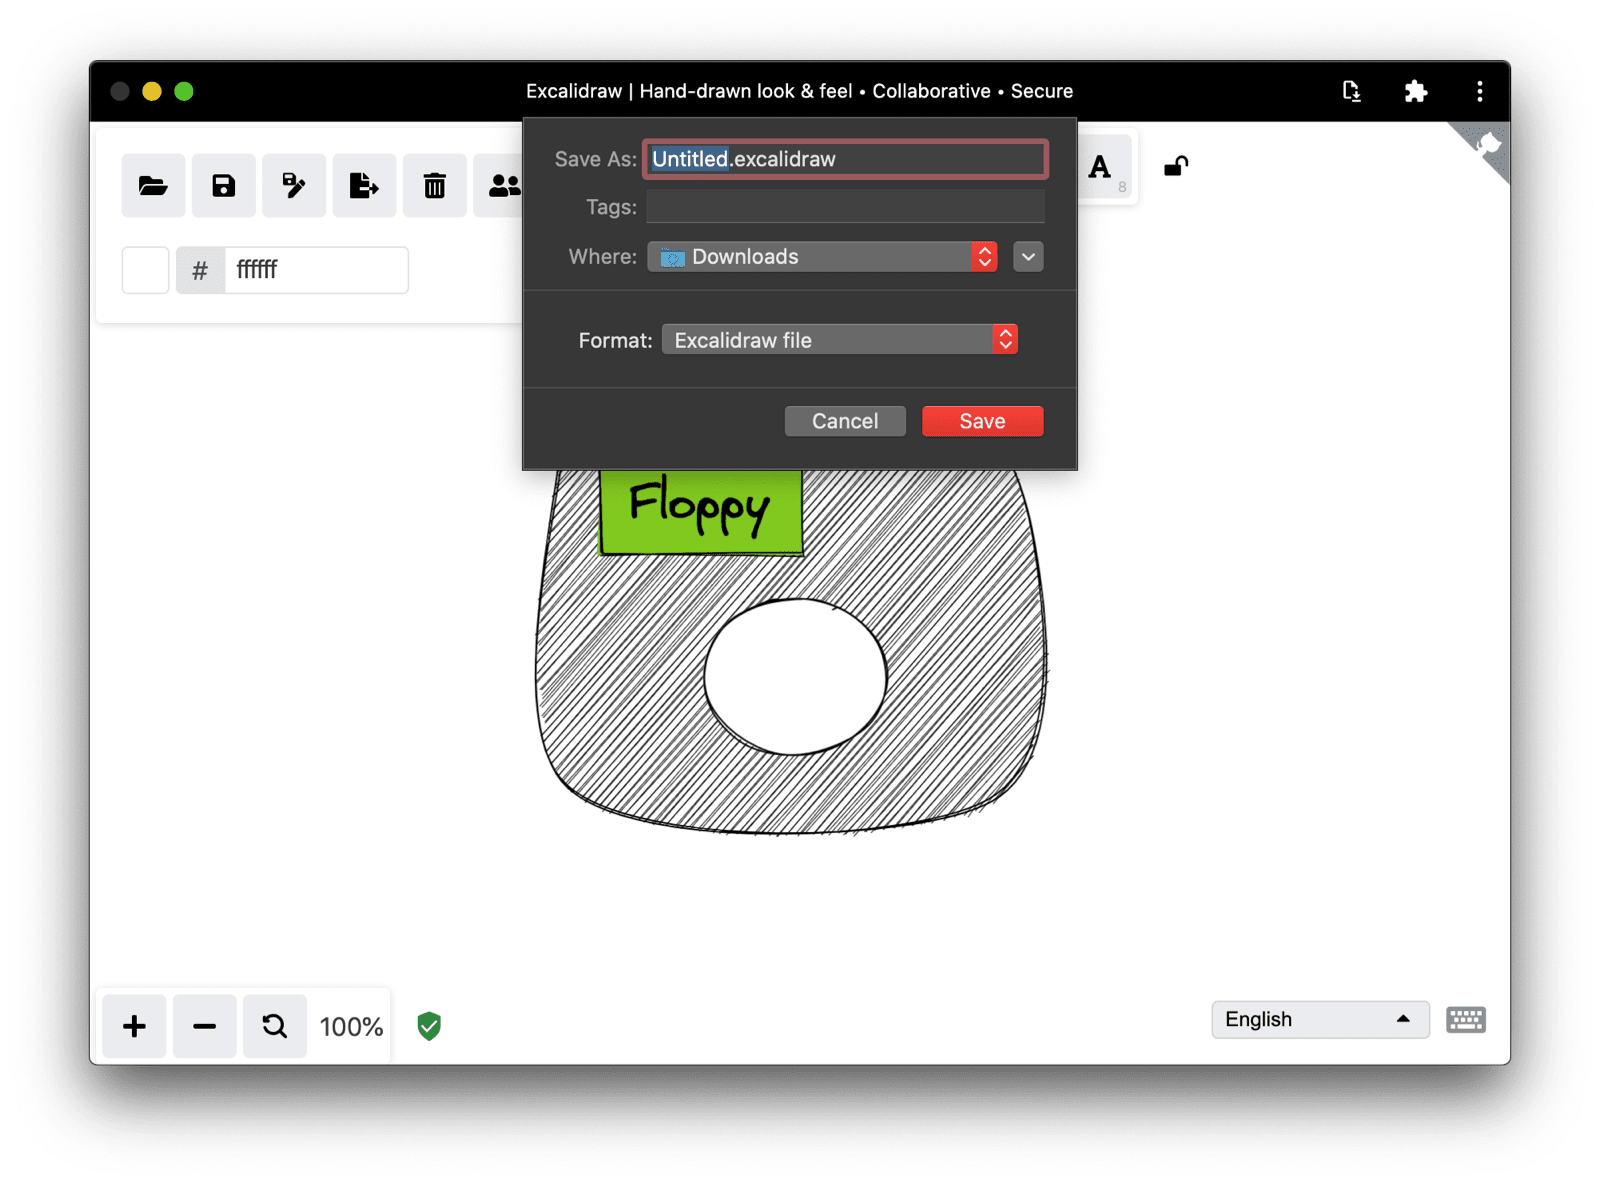 Excalidraw | Hand-drawn look & feel • Collaborative • Secure
Save As: Untitled.excalidraw
Tags:
Where: Downloads
Format: Excalidraw file
Cancel Save
A 8
# ffffff
Floppy
100%
English